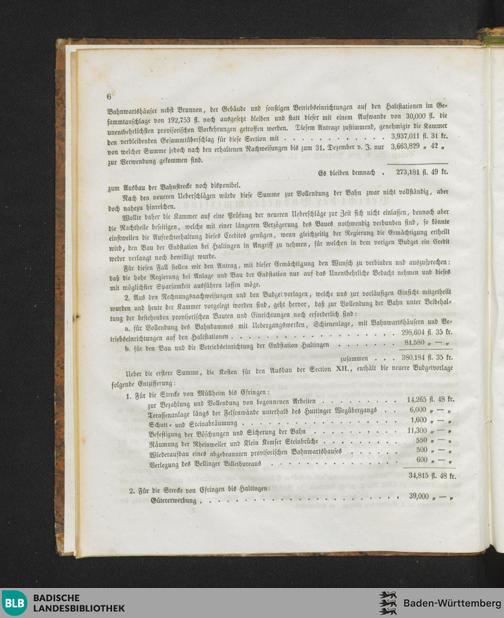 6
Bahnwartshäuser nebst Brunnen, der Gebäude und sonstigen Betriebseinrichtungen auf den Haltstationen im Ge-
sammtanschlage von 192,753 fl. noch ausgesetzt bleiben und statt dieser mit einem Aufwande von 30,000 fl. die
unentbehrlichsten provisorischen Vorkehrungen getroffen werden. Diesem Antrage zustimmend, genehmigte die Kammer
den verbleibenden Gesammtüberschlag für diese Section mit . . . . . . . . . . 3,937,011 fl. 31 kr.
von welcher Summe jedoch nach den erhaltenen Nachweisungen bis zum 31. Dezember v. J. nur 3,663,829 „ 42 „
zur Verwendung gekommen sind.
Es bleiben demnach . 273,181 fl. 49 kr.
zum Ausbau der Bahnstrecke noch disponibel.
Nach den neueren Ueberschlägen würde diese Summe zur Vollendung der Bahn zwar nicht vollständig, aber
doch nahezu hinreichen.
Wollte daher die Kammer auf eine Prüfung der neueren Ueberschläge zur Zeit sich nicht einlassen, dennoch aber
die Nachtheile beseitigen, welche mit einer längeren Verzögerung des Baues nothwendig verbunden sind, so könnte
einstweilen die Aufrechterhaltung dieses Credites genügen, wenn gleichzeitig der Regierung die Ermächtigung ertheilt
wird, den Bau der Endstation bei Haltingen in Angriff zu nehmen, für welchen in dem vorigen Budget ein Credit
weder verlangt noch bewilligt wurde.
Für diesen Fall stellen wir den Antrag, mit dieser Ermächtigung den Wunsch zu verbinden und auszusprechen:
daß die hohe Regierung bei Anlage und Bau der Endstation nur auf das Unentbehrliche Bedacht nehmen und dieses
mit möglichster Sparsamkeit ausführen lassen möge.
2. Aus den Rechnungsnachweisungen und den Budgetvorlagen, welche uns zur vorläufigen Einsicht mitgetheilt
wurden und heute der Kammer vorgelegt werden sind, geht hervor, daß zur Vollendung der Bahn unter Beibehal-
tung der bestehenden provisorischen Bauten und Einrichtungen noch erforderlich sind:
a. für Vollendung des Bahndammes mit Uebergangswerken, Schienenlage, mit Bahnwartshäusern und Be-
triebseinrichtungen auf den Haltstationen . . . . . . . . . . 298,604 fl. 35 kr.
b. für den Bau und die Betriebseinrichtung der Endstation Haltingen . . . . . 81,580 „ — „
zusammen . . . 380,184 fl. 35 kr.
Ueber die erstere Summe, die Kosten für den Ausbau der Section XII., enthält die neuere Budgetvorlage
folgende Entzifferung:
1. Für die Strecke von Müllheim bis Efringen:
zur Bezahlung und Vollendung von begonnenen Arbeiten . . . . . 14,265 fl. 48 kr.
Terassenanlage längs der Felsenwände unterhalb des Huttinger Wegübergangs . . 6,000 „ — „
Schutt- und Steinabräumung . . . . . . . . . . 1,600 „ — „
Befestigung der Böschungen und Sicherung der Bahn . . . . . . 11,300 „ — „
Räumung der Rheinweiler und Klein Kemser Steinbrüche . . . . . 550 „ — „
Wiederaufbau eines abgebrannten provisorischen Bahnwartshauses . . . . 500 „ — „
Verlegung des Bellinger Billetbureaus . . . . . . . . 600 „ — „
34,815 fl. 48 kr.
2. Für die Strecke von Efringen bis Haltingen:
Gütererwerbung . . . . . . . . . . 39,000 „ — „
BLB
BADISCHE
LANDESBIBLIOTHEK
Baden-Württemberg